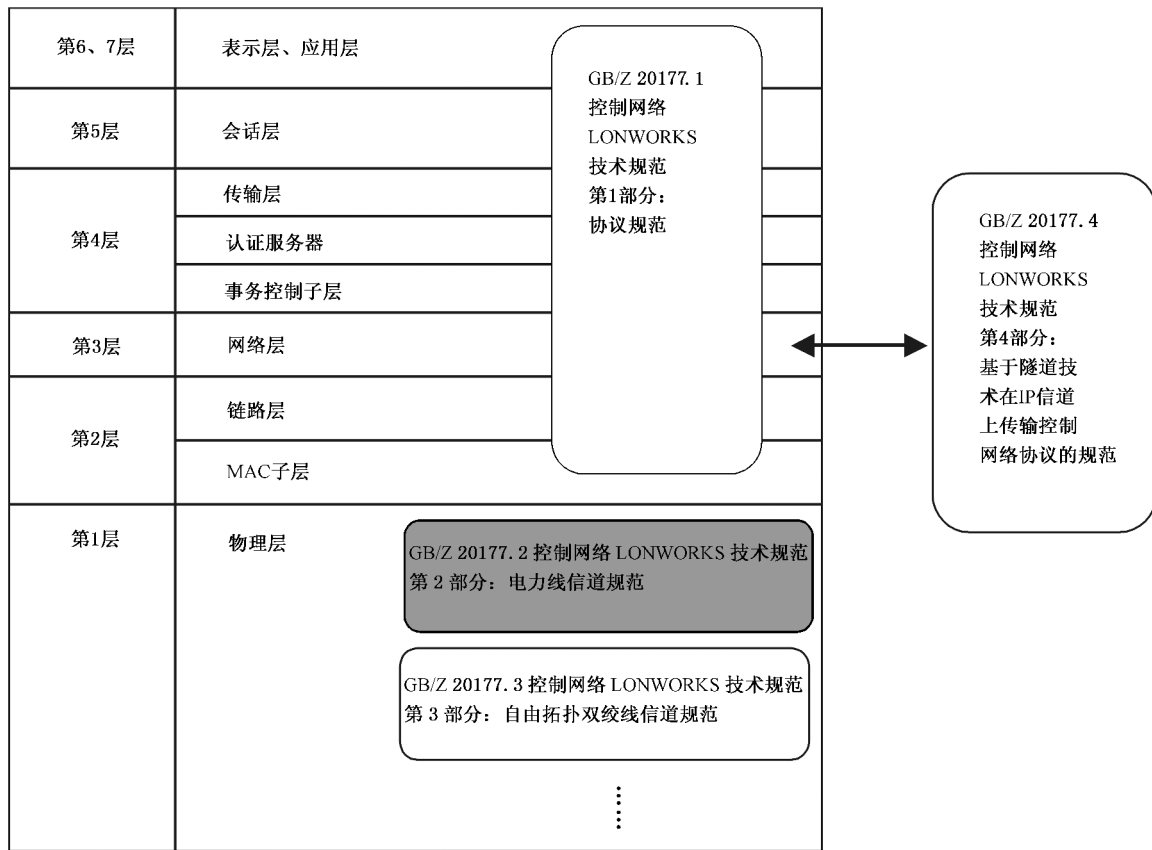 第6、7层
表示层、应用层
第5层
会话层
第4层
传输层
认证服务器
事务控制子层
第3层
网络层
第2层
链路层
MAC子层
第1层
物理层
GB/Z 20177.1
控制网络
LONWORKS
技术规范
第1部分：
协议规范
GB/Z 20177.2 控制网络 LONWORKS 技术规范
第 2 部分：电力线信道规范
GB/Z 20177.3 控制网络 LONWORKS 技术规范
第 3 部分：自由拓扑双绞线信道规范
……
GB/Z 20177.4
控制网络
LONWORKS
技术规范
第4部分：
基于隧道技
术在IP信道
上传输控制
网络协议的规范